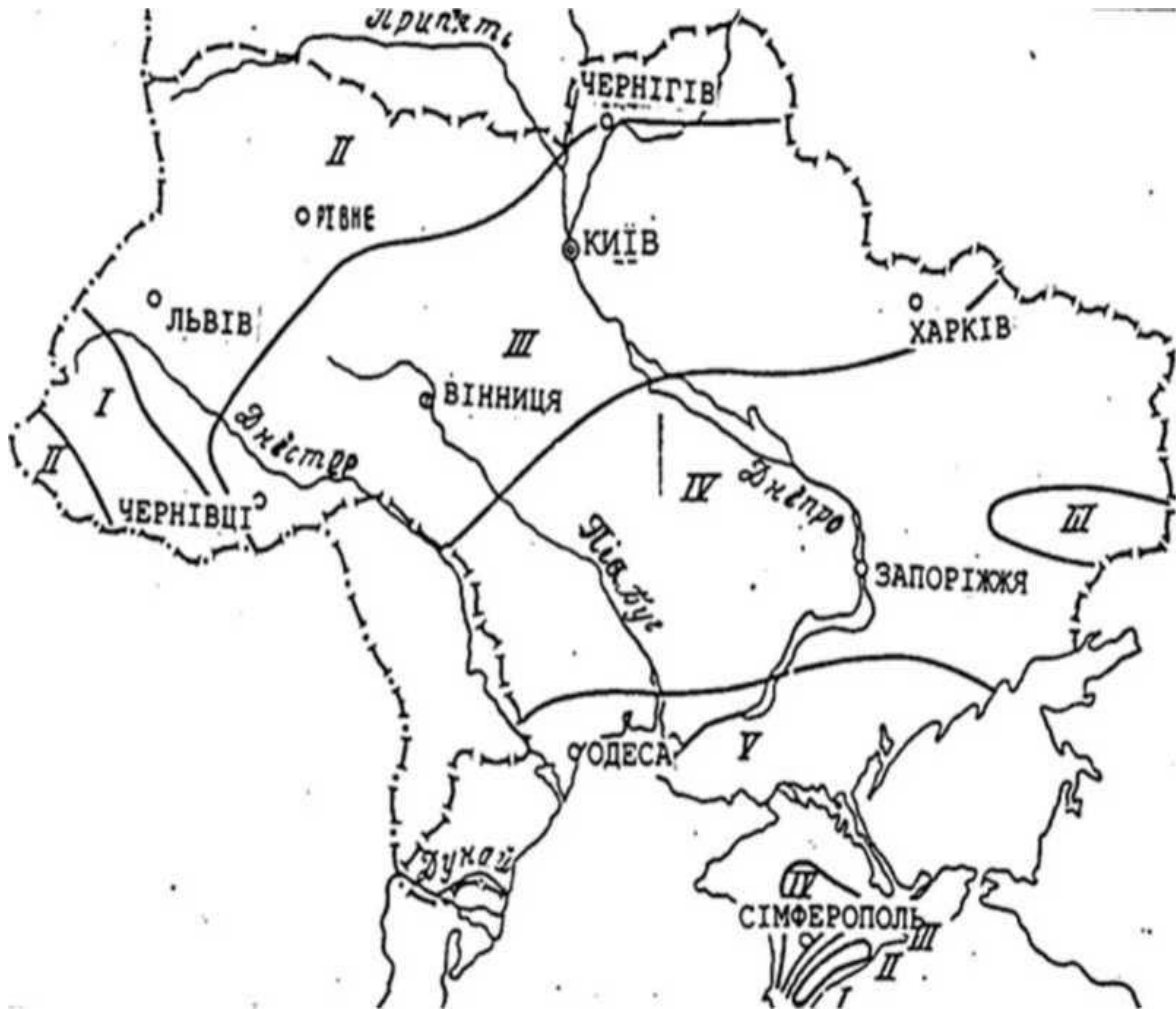 Прип'ять
ЧЕРНІГІВ
II
РІВНЕ
КИЇВ
ЛЬВІВ
ХАРКІВ
III
I
ВІННИЦЯ
Днѣстер
II
IV
Дніпро
ЧЕРНІВЦІ
III
Пів. Буг
ЗАПОРІЖЖЯ
ОДЕСА
V
Дунай
IV
СІМФЕРОПОЛЬ
III
II
I